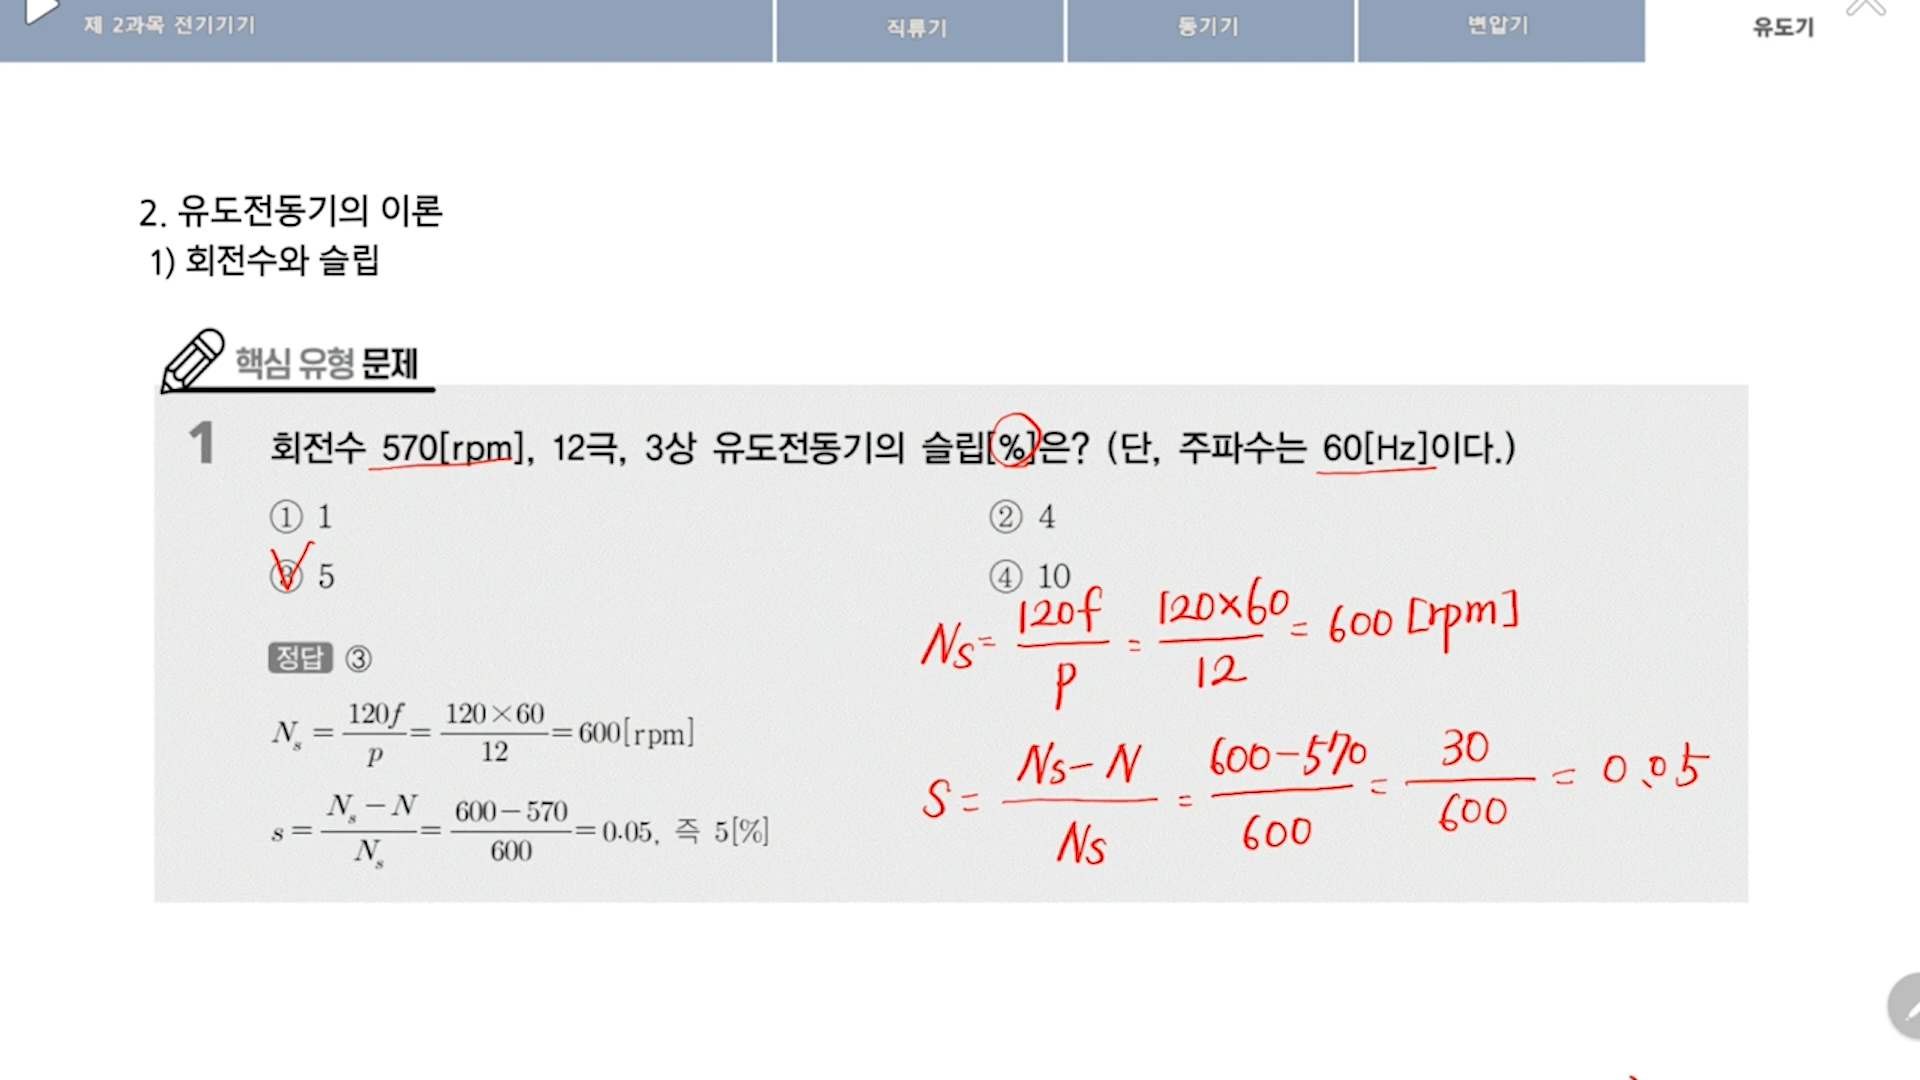 제 2과목 전기기기 직류기 동기기 변압기 유도기
2. 유도전동기의 이론
1) 회전수와 슬립
핵심 유형 문제
1 회전수 570[rpm], 12극, 3상 유도전동기의 슬립[%]은? (단, 주파수는 60[Hz]이다.)
① 1 ② 4
③ 5 ④ 10
정답 ③
N_s = 120f/p = 120×60/12 = 600[rpm]
s = (N_s − N)/N_s = (600−570)/600 = 0.05, 즉 5[%]
Ns = 120f/p = 120×60/12 = 600 [rpm]
S = (Ns−N)/Ns = (600−570)/600 = 30/600 = 0.05